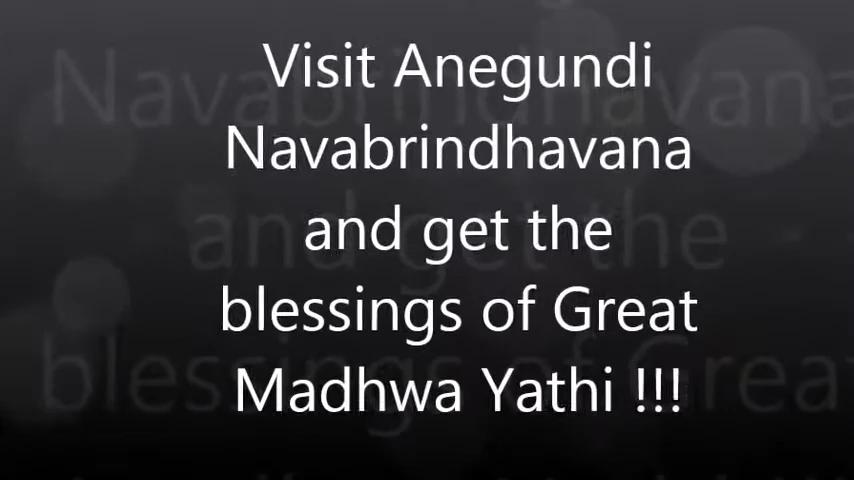 Visit Anegundi
Navabrindhavana
and get the
blessings of Great
Madhwa Yathi !!!